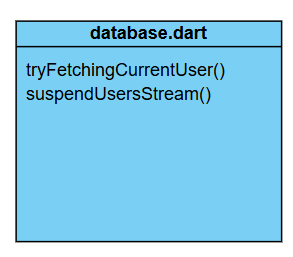 database.dart
tryFetchingCurrentUser()
suspendUsersStream()